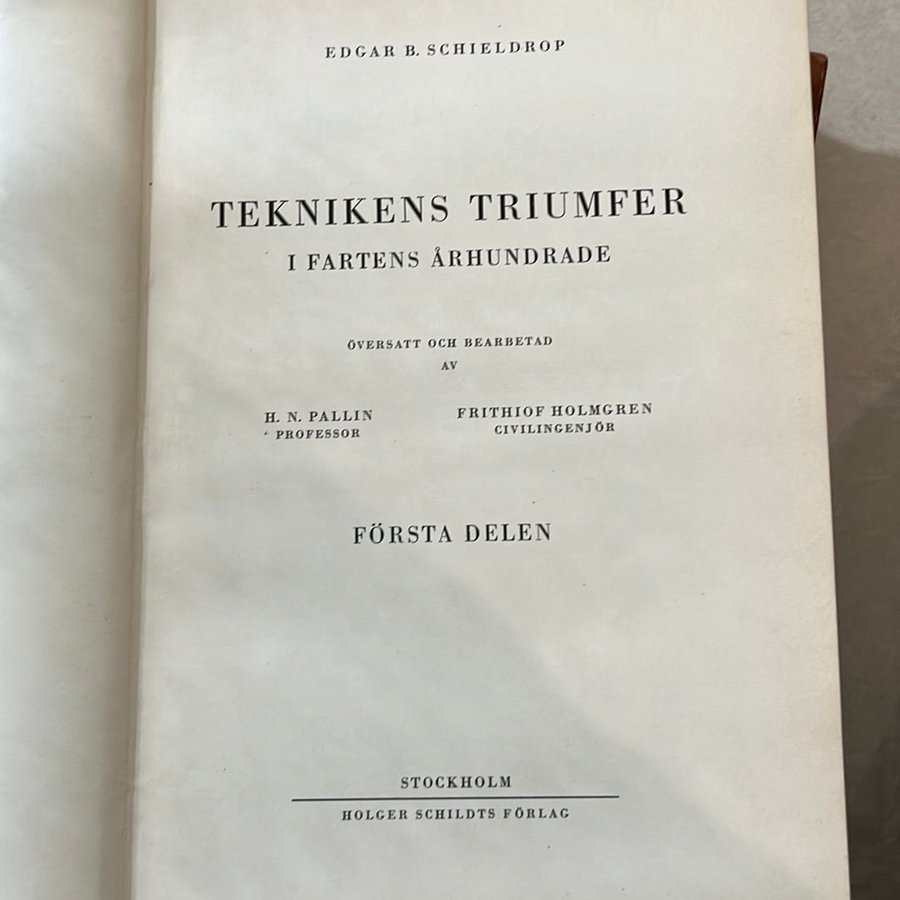 EDGAR B. SCHIELDROP
TEKNIKENS TRIUMFER
I FARTENS ÅRHUNDRADE
ÖVERSATT OCH BEARBETAD
AV
H. N. PALLIN
PROFESSOR
FRITHIOF HOLMGREN
CIVILINGENJÖR
FÖRSTA DELEN
STOCKHOLM
HOLGER SCHILDTS FÖRLAG